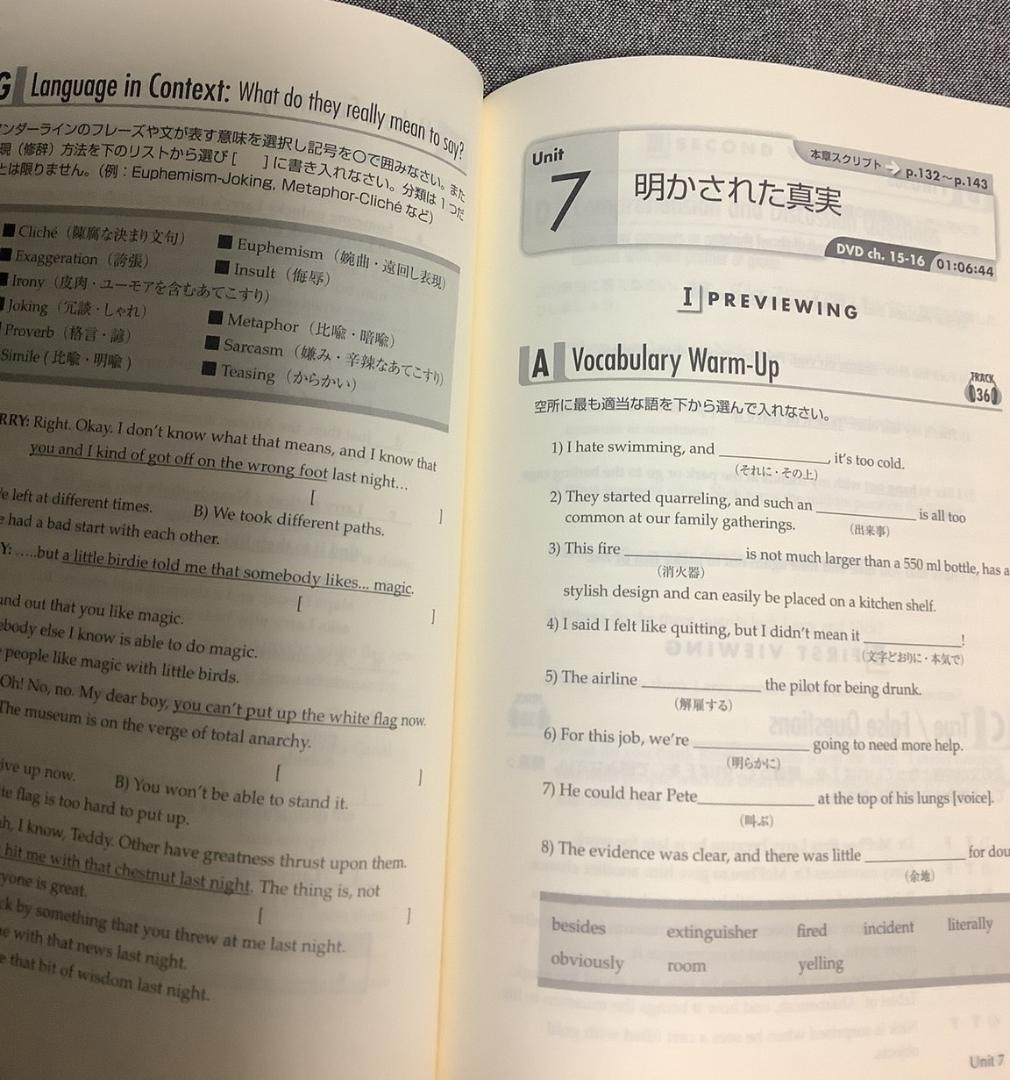 G Language in Context: What do they really mean to say?
ンダーラインのフレーズや文が表す意味を選択し記号を○で囲みなさい。また
現（修辞）方法を下のリストから選び [ ] に書き入れなさい。分類は1つだ
とは限りません。（例：Euphemism-Joking, Metaphor-Cliché など）
■ Cliché（陳腐な決まり文句）
■ Euphemism（婉曲・遠回し表現）
■ Exaggeration（誇張）
■ Insult（侮辱）
■ Irony（皮肉・ユーモアを含むあてこすり）
Joking（冗談・しゃれ）
■ Metaphor（比喩・暗喩）
Proverb（格言・諺）
■ Sarcasm（嫌み・辛辣なあてこすり）
Simile（比喩・明喩）
■ Teasing（からかい）
RRY: Right. Okay. I don't know what that means, and I know that
you and I kind of got off on the wrong foot last night...
[ ]
e left at different times. B) We took different paths.
e had a bad start with each other.
Y: .....but a little birdie told me that somebody likes... magic.
[ ]
und out that you like magic.
ebody else I know is able to do magic.
people like magic with little birds.
Oh! No, no. My dear boy, you can't put up the white flag now.
The museum is on the verge of total anarchy.
[ ]
ive up now. B) You won't be able to stand it.
te flag is too hard to put up.
ah, I know, Teddy. Other have greatness thrust upon them.
hit me with that chestnut last night. The thing is, not
yone is great.
[ ]
ck by something that you threw at me last night.
e with that news last night.
e that bit of wisdom last night.
Unit 7 明かされた真実
本章スクリプト → p.132～p.143
DVD ch. 15-16 01:06:44
I PREVIEWING
A Vocabulary Warm-Up
TRACK 036
空所に最も適当な語を下から選んで入れなさい。
1) I hate swimming, and ____________, it's too cold.
（それに・その上）
2) They started quarreling, and such an ____________ is all too
common at our family gatherings.
（出来事）
3) This fire ____________ is not much larger than a 550 ml bottle, has a
（消火器）
stylish design and can easily be placed on a kitchen shelf.
4) I said I felt like quitting, but I didn't mean it ____________!
（文字どおりに・本気で）
5) The airline ____________ the pilot for being drunk.
（解雇する）
6) For this job, we're ____________ going to need more help.
（明らかに）
7) He could hear Pete____________ at the top of his lungs [voice].
（叫ぶ）
8) The evidence was clear, and there was little ____________ for dou
（余地）
besides extinguisher fired incident literally
obviously room yelling
Unit 7